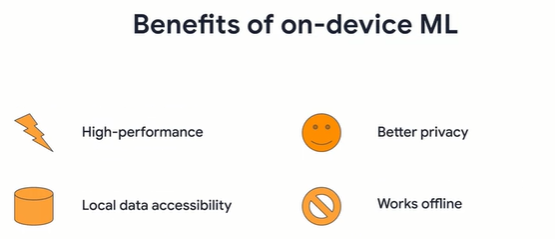 Benefits of on-device ML
High-performance
Better privacy
Local data accessibility
Works offline